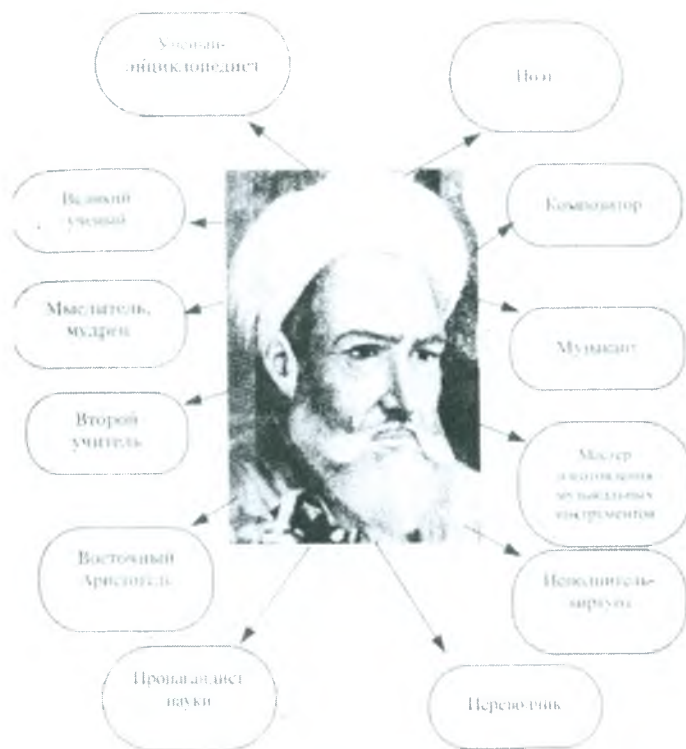 Ученый-
энциклопедист
Поэт
Великий
ученый
Композитор
Мыслитель,
мудрец
Музыкант
Второй
учитель
Мастер
изготовления
музыкальных
инструментов
Восточный
Аристотель
Исполнитель-
виртуоз
Пропагандист
науки
Переводчик